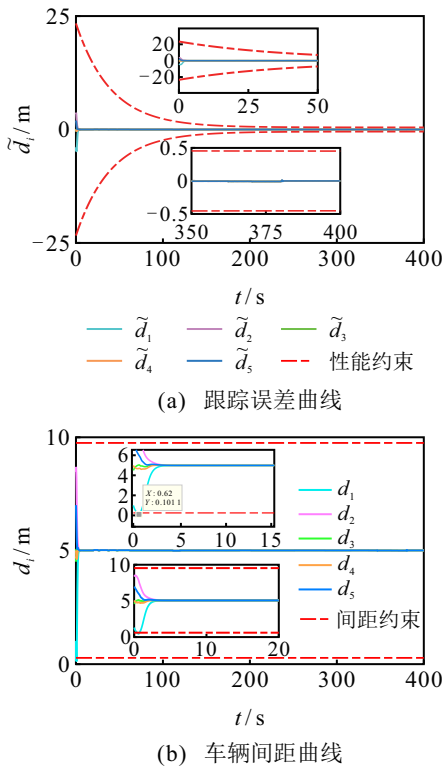 25
20
0
−20
0 25 50
0
0.5
0
−0.5
350 375 400
−25
0 100 200 300 400
d̃ᵢ/m
t/s
d̃₁ d̃₂ d̃₃
d̃₄ d̃₅ 性能约束
(a) 跟踪误差曲线
10
6
4
2
0
X: 0.62
Y: 0.1011
0 5 10 15
d₁
d₂
d₃
d₄
d₅
间距约束
5
10
5
0
0 10 20
0
0 100 200 300 400
dᵢ/m
t/s
(b) 车辆间距曲线